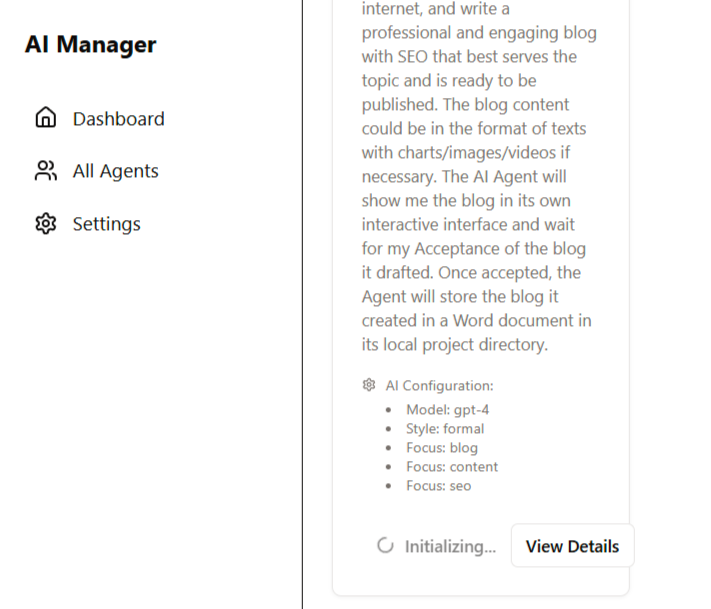 AI Manager
Dashboard
All Agents
Settings
internet, and write a
professional and engaging blog
with SEO that best serves the
topic and is ready to be
published. The blog content
could be in the format of texts
with charts/images/videos if
necessary. The AI Agent will
show me the blog in its own
interactive interface and wait
for my Acceptance of the blog
it drafted. Once accepted, the
Agent will store the blog it
created in a Word document in
its local project directory.
AI Configuration:
• Model: gpt-4
• Style: formal
• Focus: blog
• Focus: content
• Focus: seo
Initializing...
View Details